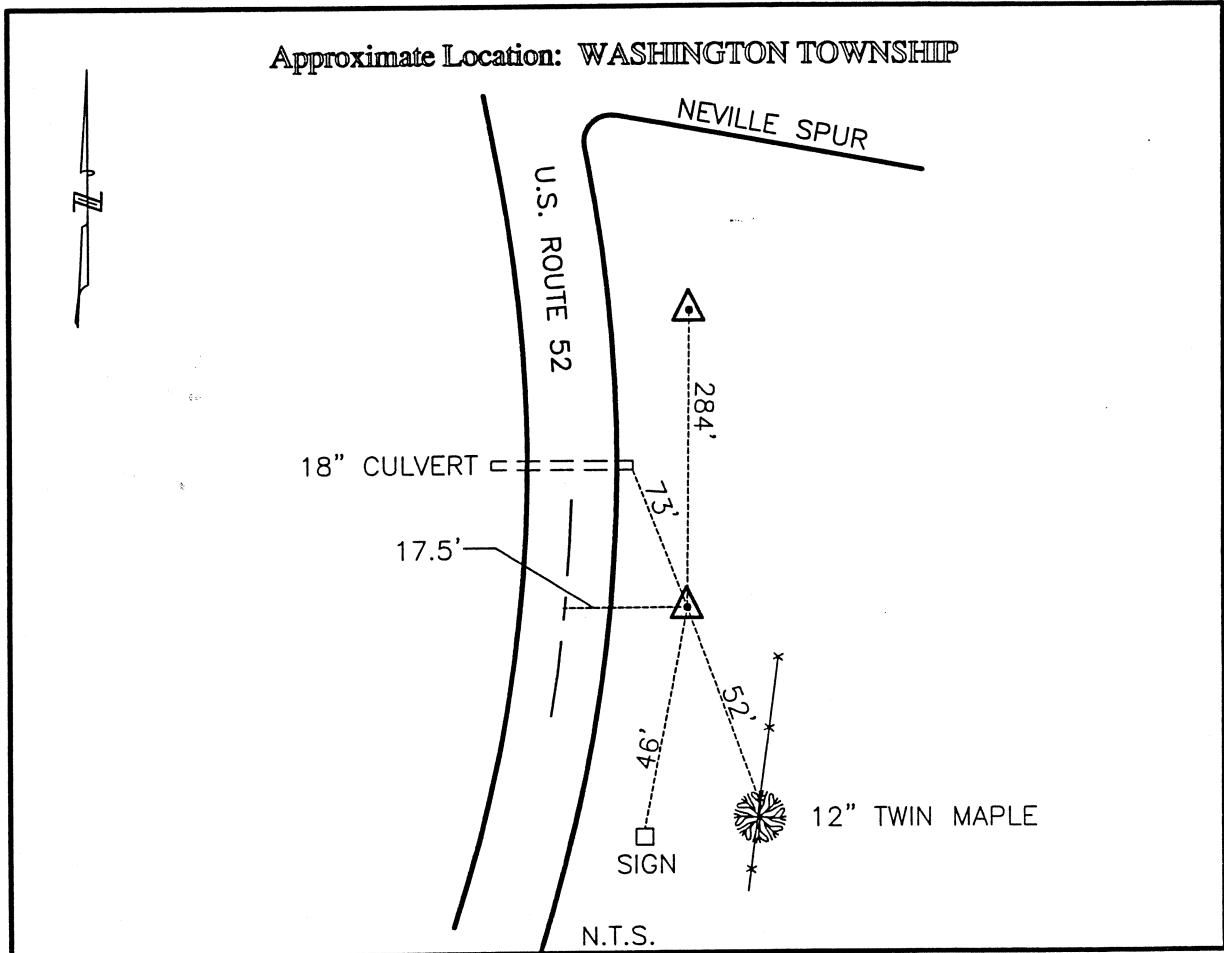 Approximate Location: WASHINGTON TOWNSHIP
NEVILLE SPUR
N
U.S. ROUTE 52
284'
18" CULVERT
73'
17.5'
52'
46'
12" TWIN MAPLE
SIGN
N.T.S.